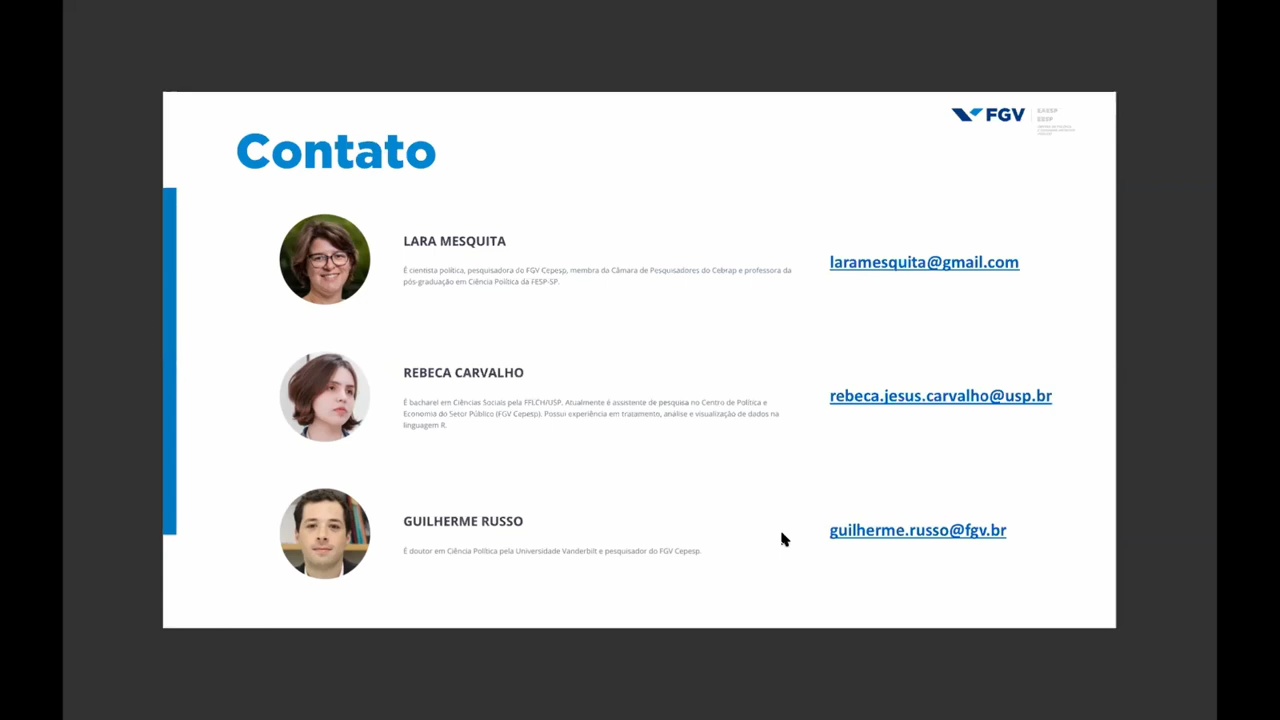 FGV
EAESP
CEPESP
Contato
LARA MESQUITA
É cientista política, pesquisadora do FGV Cepesp, membra da Câmara de Pesquisadores do Cebrap e professora da
pós-graduação em Ciência Política da FESP-SP.
laramesquita@gmail.com
REBECA CARVALHO
É bacharel em Ciências Sociais pela FFLCH/USP. Atualmente é assistente de pesquisa no Centro de Política e
Economia do Setor Público (FGV Cepesp). Possui experiência em tratamento, análise e visualização de dados na
linguagem R.
rebeca.jesus.carvalho@usp.br
GUILHERME RUSSO
É doutor em Ciência Política pela Universidade Vanderbilt e pesquisador do FGV Cepesp.
guilherme.russo@fgv.br